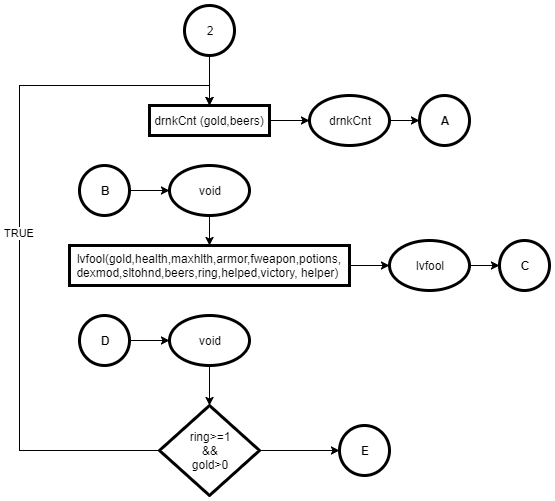 2
drnkCnt (gold,beers)
drnkCnt
A
B
void
TRUE
lvfool(gold,health,maxhlth,armor,fweapon,potions,
dexmod,sltohnd,beers,ring,helped,victory, helper)
lvfool
C
D
void
ring>=1
&&
gold>0
E